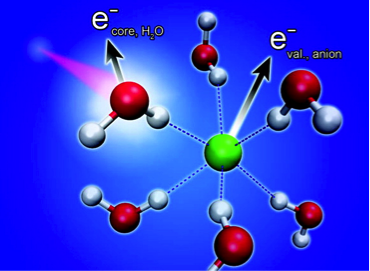 e⁻core, H₂O
e⁻val., anion